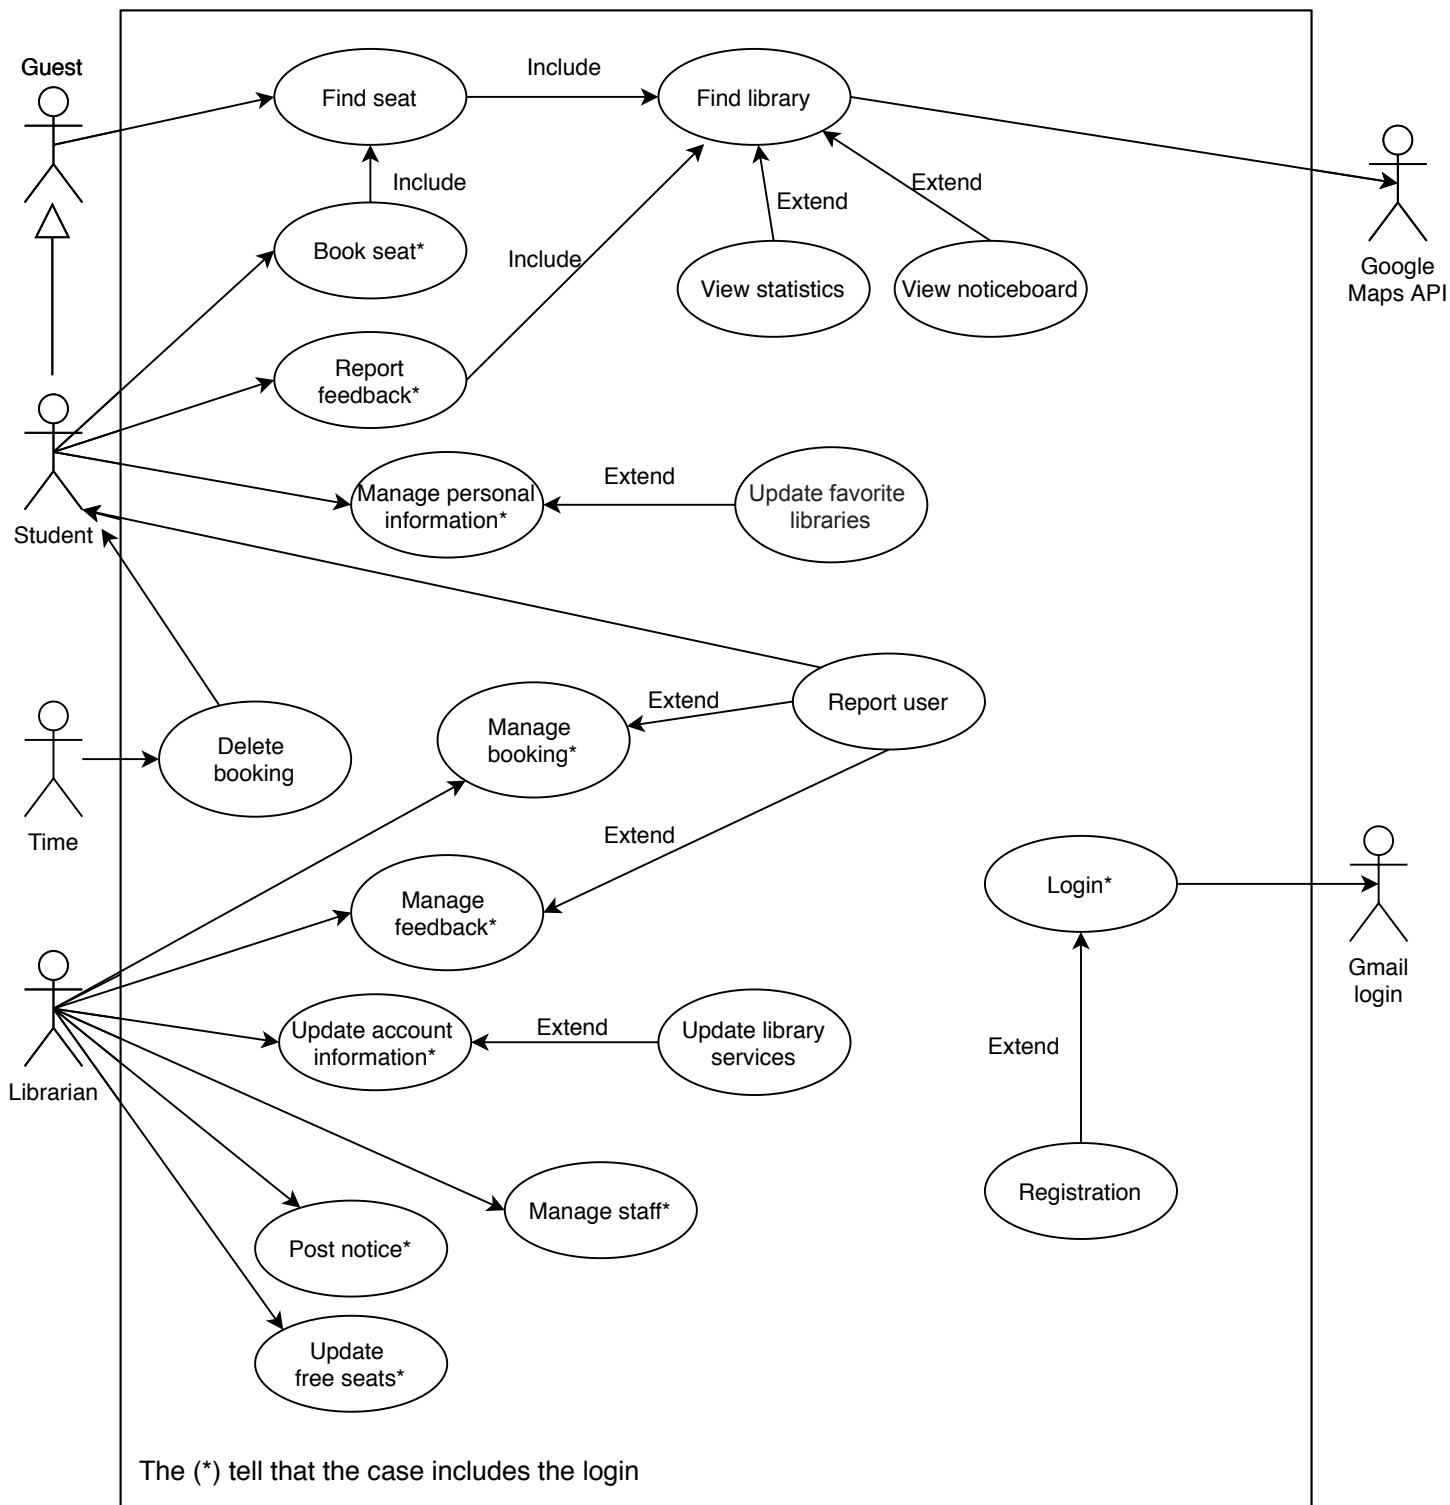 Guest
Find seat
Include
Find library
Include
Extend
Extend
Book seat*
Include
View statistics
View noticeboard
Google
Maps API
Report
feedback*
Student
Manage personal
information*
Extend
Update favorite
libraries
Time
Delete
booking
Manage
booking*
Extend
Report user
Extend
Manage
feedback*
Login*
Gmail
login
Librarian
Update account
information*
Extend
Update library
services
Extend
Manage staff*
Registration
Post notice*
Update
free seats*
The (*) tell that the case includes the login